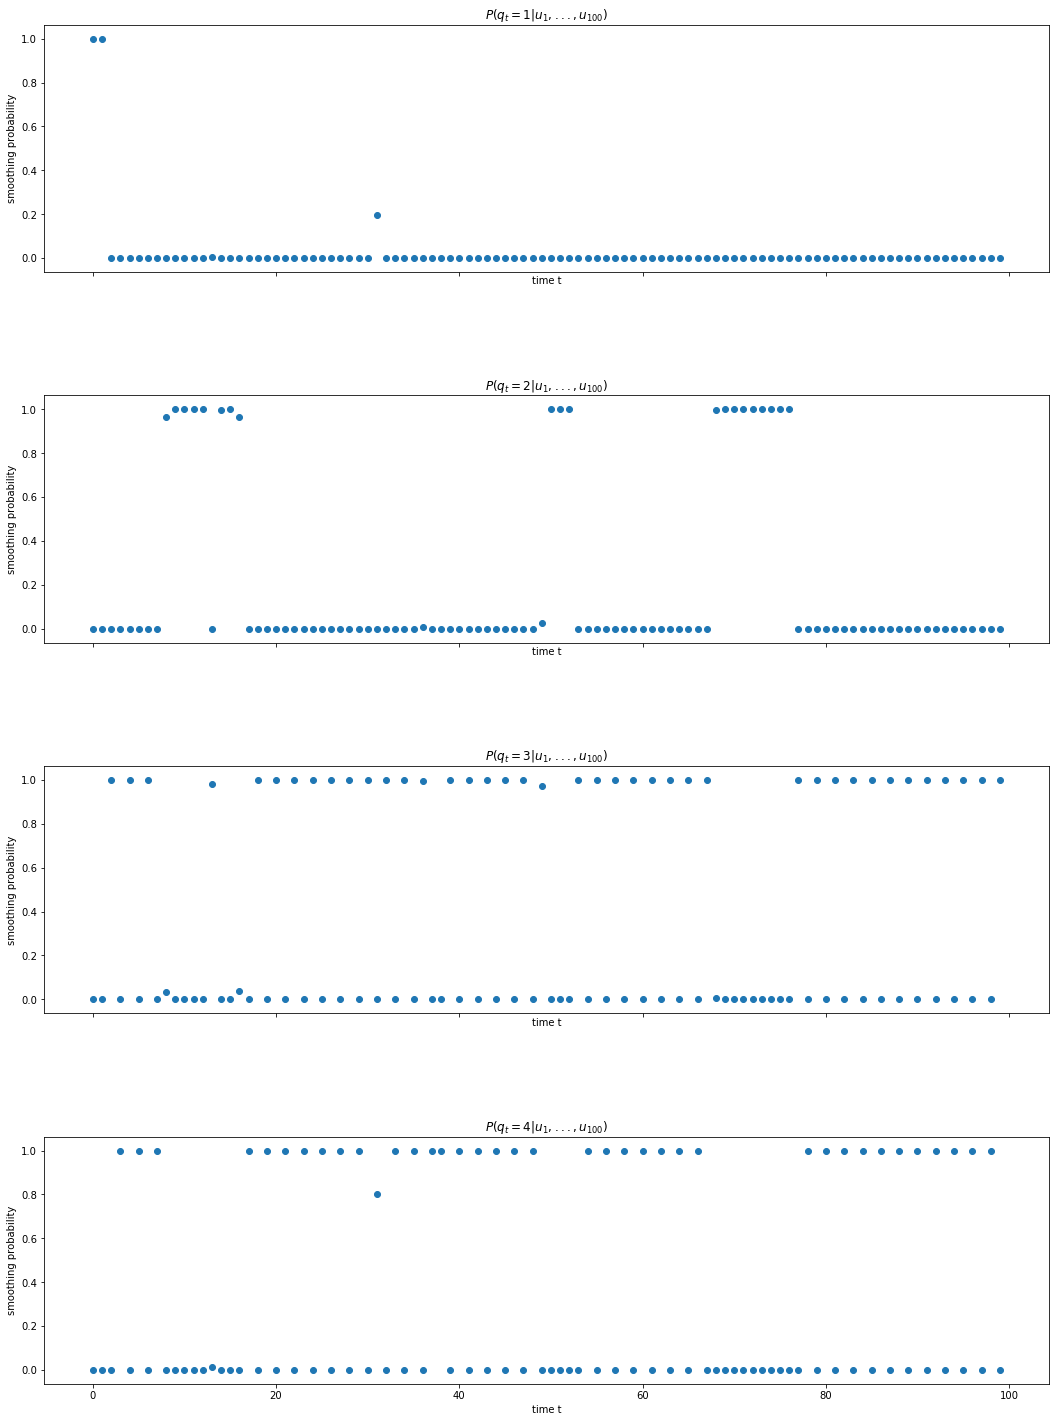 P(q_t = 1|u_1, . . . , u_100)
1.0
0.8
0.6
0.4
0.2
0.0
smoothing probability
time t
P(q_t = 2|u_1, . . . , u_100)
1.0
0.8
0.6
0.4
0.2
0.0
smoothing probability
time t
P(q_t = 3|u_1, . . . , u_100)
1.0
0.8
0.6
0.4
0.2
0.0
smoothing probability
time t
P(q_t = 4|u_1, . . . , u_100)
1.0
0.8
0.6
0.4
0.2
0.0
smoothing probability
0 20 40 60 80 100
time t